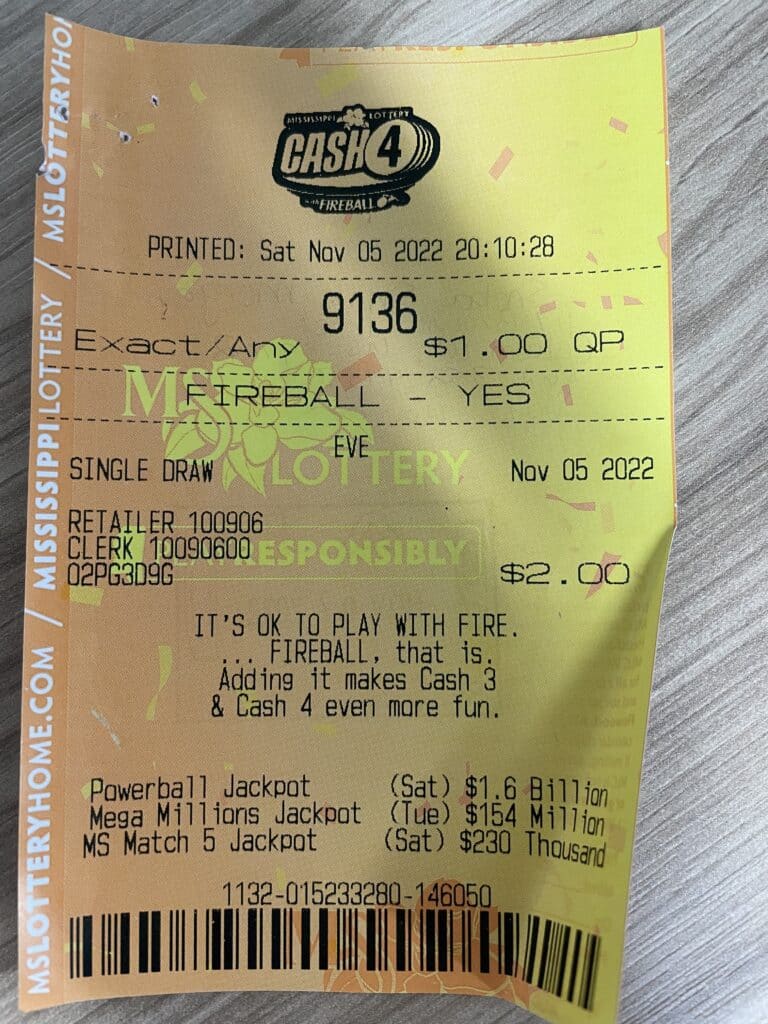 MISSISSIPPI LOTTERY
CASH 4
with FIREBALL
PRINTED: Sat Nov 05 2022 20:10:28
9136
Exact/Any $1.00 QP
FIREBALL - YES
EVE
SINGLE DRAW Nov 05 2022
MS LOTTERY
RETAILER 100906
CLERK 10090600
02PG3D9G $2.00
RESPONSIBLY
IT'S OK TO PLAY WITH FIRE.
... FIREBALL, that is.
Adding it makes Cash 3
& Cash 4 even more fun.
Powerball Jackpot (Sat) $1.6 Billion
Mega Millions Jackpot (Tue) $154 Million
MS Match 5 Jackpot (Sat) $230 Thousand
1132-015233280-146050
MSLOTTERYHOME.COM / MISSISSIPPI LOTTERY / MSLOTTERYHO